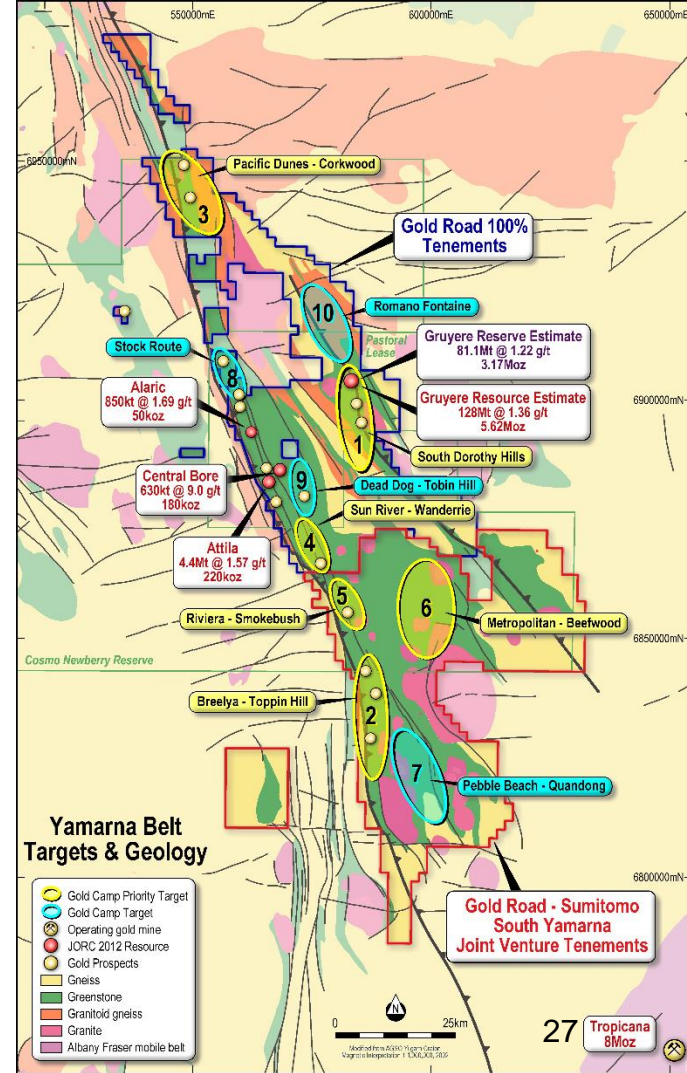 550000mE
600000mE
650000mE
6950000mN
Pacific Dunes - Corkwood
3
Gold Road 100%
Tenements
10
Romano Fontaine
Pastoral
Lease
Stock Route
8
Gruyere Reserve Estimate
81.1Mt @ 1.22 g/t
3.17Moz
Alaric
850kt @ 1.69 g/t
50koz
Gruyere Resource Estimate
128Mt @ 1.36 g/t
5.62Moz
6900000mN
1
South Dorothy Hills
Central Bore
630kt @ 9.0 g/t
180koz
9
Dead Dog - Tobin Hill
Sun River - Wanderrie
4
Attila
4.4Mt @ 1.57 g/t
220koz
5
6
Riviera - Smokebush
Metropolitan - Beefwood
6850000mN
Cosmo Newberry Reserve
Breelya - Toppin Hill
2
7
Pebble Beach - Quandong
Yamarna Belt
Targets & Geology
6800000mN
Gold Camp Priority Target
Gold Camp Target
Operating gold mine
JORC 2012 Resource
Gold Prospects
Gneiss
Greenstone
Granitoid gneiss
Granite
Albany Fraser mobile belt
Gold Road - Sumitomo
South Yamarna
Joint Venture Tenements
N
0
25km
Modified from AGSO Yilgarn Craton
27
Tropicana
8Moz